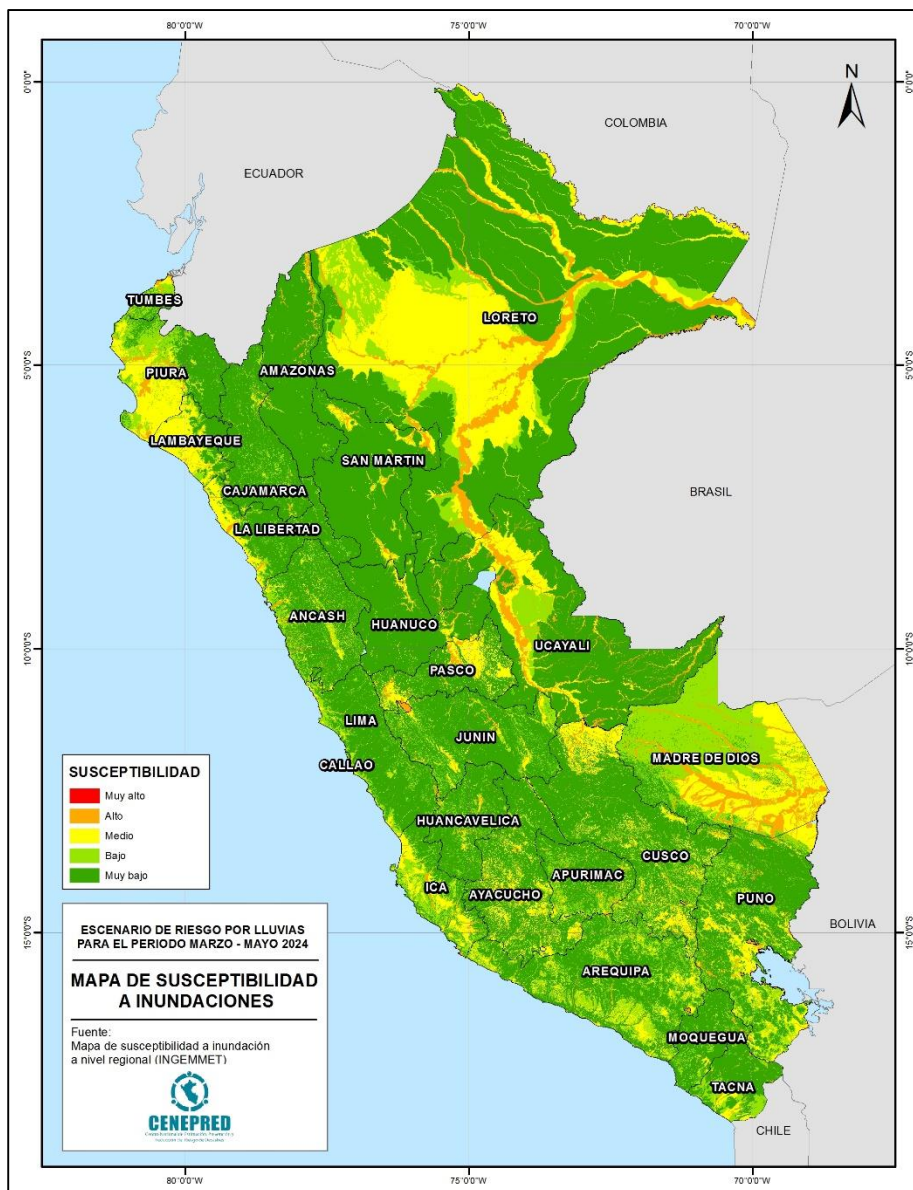 80°0'0"W
75°0'0"W
70°0'0"W
0°0'0"
0°0'0"
N
COLOMBIA
ECUADOR
TUMBES
LORETO
5°0'0"S
5°0'0"S
PIURA
AMAZONAS
LAMBAYEQUE
SAN MARTIN
CAJAMARCA
BRASIL
LA LIBERTAD
ANCASH
HUANUCO
UCAYALI
10°0'0"S
10°0'0"S
PASCO
LIMA
JUNIN
MADRE DE DIOS
CALLAO
HUANCAVELICA
CUSCO
APURIMAC
ICA
AYACUCHO
PUNO
BOLIVIA
15°0'0"S
15°0'0"S
AREQUIPA
MOQUEGUA
TACNA
CHILE
SUSCEPTIBILIDAD
Muy alto
Alto
Medio
Bajo
Muy bajo
ESCENARIO DE RIESGO POR LLUVIAS
PARA EL PERIODO MARZO - MAYO 2024
MAPA DE SUSCEPTIBILIDAD
A INUNDACIONES
Fuente:
Mapa de susceptibilidad a inundación
a nivel regional (INGEMMET)
CENEPRED
80°0'0"W
75°0'0"W
70°0'0"W